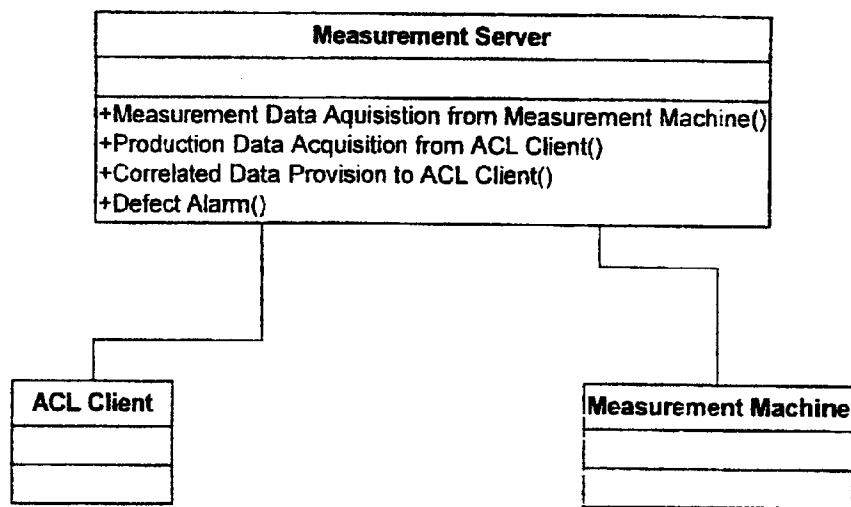 Measurement Server
+Measurement Data Aquisistion from Measurement Machine()
+Production Data Acquisition from ACL Client()
+Correlated Data Provision to ACL Client()
+Defect Alarm()
ACL Client
Measurement Machine